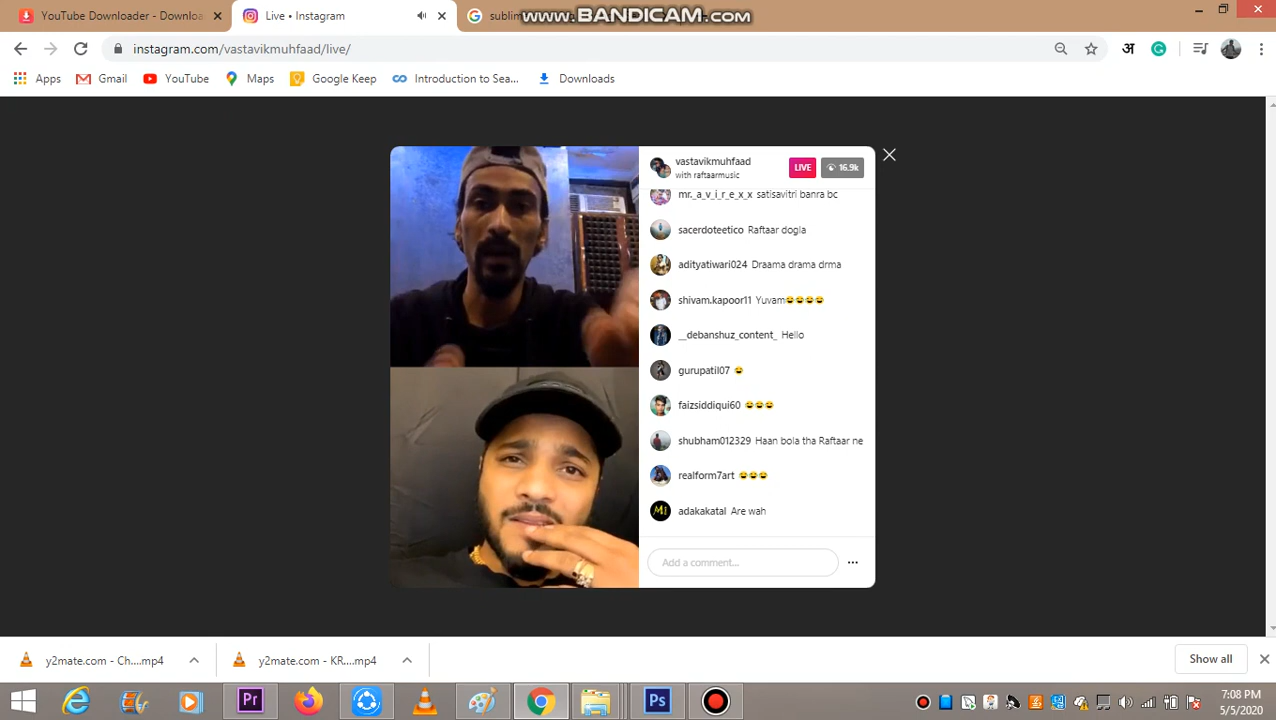 YouTube Downloader - Downloa
Live • Instagram
sublim
www.BANDICAM.com
instagram.com/vastavikmuhfaad/live/
अ
Apps
Gmail
YouTube
Maps
Google Keep
Introduction to Sea...
Downloads
vastavikmuhfaad
with raftaarmusic
LIVE
16.9k
mr._a_v_i_r_e_x_x satisavitri banra bc
sacerdoteetico Raftaar dogla
adityatiwari024 Draama drama drma
shivam.kapoor11 Yuvam😂😂😂😂
__debanshuz_content_ Hello
gurupatil07 😂
faizsiddiqui60 😂😂😂
shubham012329 Haan bola tha Raftaar ne
realform7art 😂😂😂
adakakatal Are wah
Add a comment...
y2mate.com - Ch....mp4
y2mate.com - KR....mp4
Show all
Pr
Ps
7:08 PM
5/5/2020